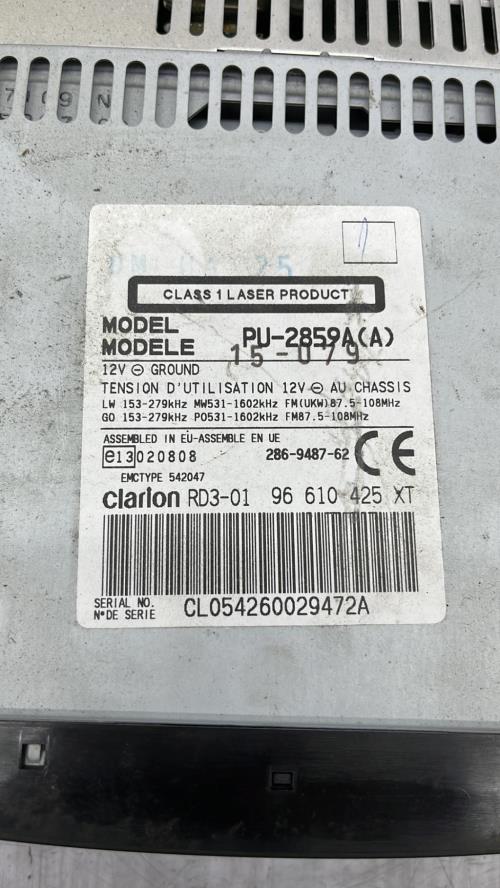 CLASS 1 LASER PRODUCT
MODEL
MODELE PU-2859A(A)
15-079
12V ⊖ GROUND
TENSION D'UTILISATION 12V ⊖ AU CHASSIS
LW 153-279kHz MW531-1602kHz FM(UKW)87.5-108MHz
GO 153-279kHz PO531-1602kHz FM87.5-108MHz
ASSEMBLED IN EU-ASSEMBLE EN UE
e13 020808 286-9487-62 CE
EMCTYPE 542047
clarion RD3-01 96 610 425 XT
SERIAL NO.
N° DE SERIE CL054260029472A